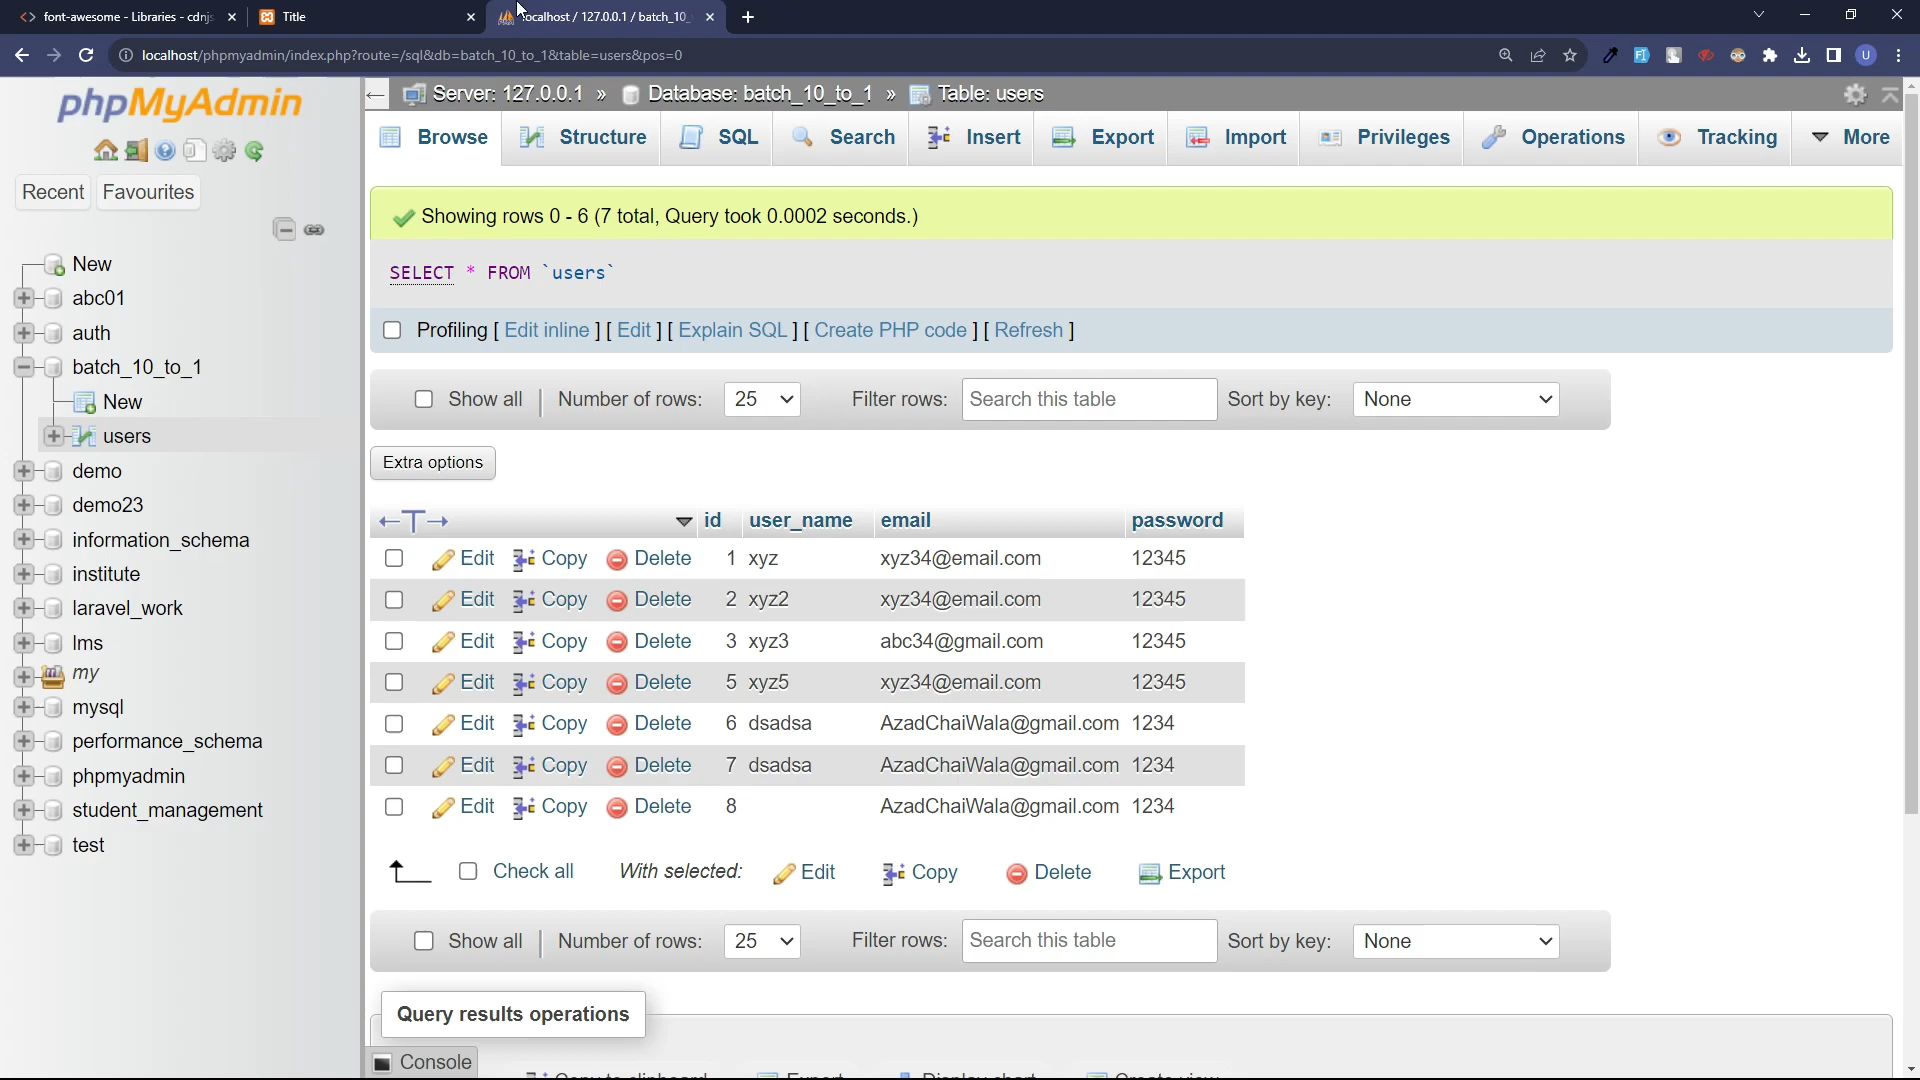 font-awesome - Libraries - cdnjs
Title
localhost / 127.0.0.1 / batch_10_
localhost/phpmyadmin/index.php?route=/sql&db=batch_10_to_1&table=users&pos=0
U
phpMyAdmin
Recent Favourites
New
abc01
auth
batch_10_to_1
New
users
demo
demo23
information_schema
institute
laravel_work
lms
my
mysql
performance_schema
phpmyadmin
student_management
test
Server: 127.0.0.1 » Database: batch_10_to_1 » Table: users
Browse Structure SQL Search Insert Export Import Privileges Operations Tracking More
Showing rows 0 - 6 (7 total, Query took 0.0002 seconds.)
SELECT * FROM `users`
Profiling [ Edit inline ] [ Edit ] [ Explain SQL ] [ Create PHP code ] [ Refresh ]
Show all Number of rows: 25 Filter rows: Search this table Sort by key: None
Extra options
←T→ id user_name email password
Edit Copy Delete 1 xyz xyz34@email.com 12345
Edit Copy Delete 2 xyz2 xyz34@email.com 12345
Edit Copy Delete 3 xyz3 abc34@gmail.com 12345
Edit Copy Delete 5 xyz5 xyz34@email.com 12345
Edit Copy Delete 6 dsadsa AzadChaiWala@gmail.com 1234
Edit Copy Delete 7 dsadsa AzadChaiWala@gmail.com 1234
Edit Copy Delete 8 AzadChaiWala@gmail.com 1234
Check all With selected: Edit Copy Delete Export
Show all Number of rows: 25 Filter rows: Search this table Sort by key: None
Query results operations
Console
Copy to clipboard Export Display chart Create view